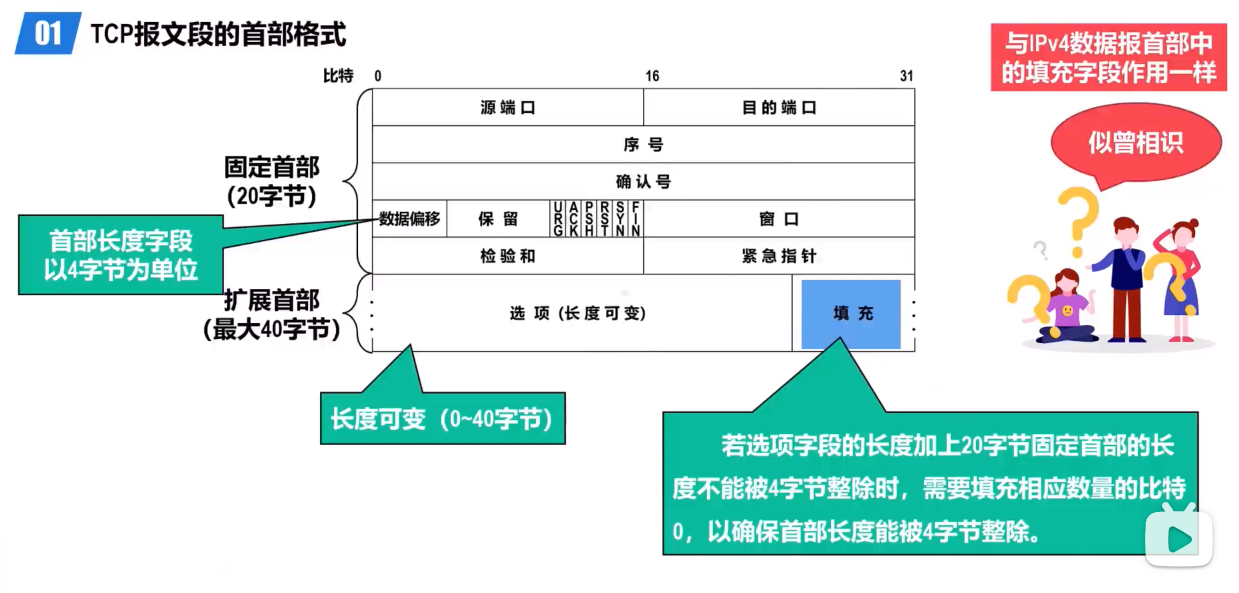 01 TCP报文段的首部格式
与IPv4数据报首部中
的填充字段作用一样
似曾相识
比特 0 16 31
源端口 目的端口
序号
确认号
数据偏移 保留 URG ACK PSH RST SYN FIN 窗口
检验和 紧急指针
选项 (长度可变) 填充
固定首部
(20字节)
首部长度字段
以4字节为单位
扩展首部
(最大40字节)
长度可变（0~40字节）
若选项字段的长度加上20字节固定首部的长
度不能被4字节整除时，需要填充相应数量的比特
0，以确保首部长度能被4字节整除。